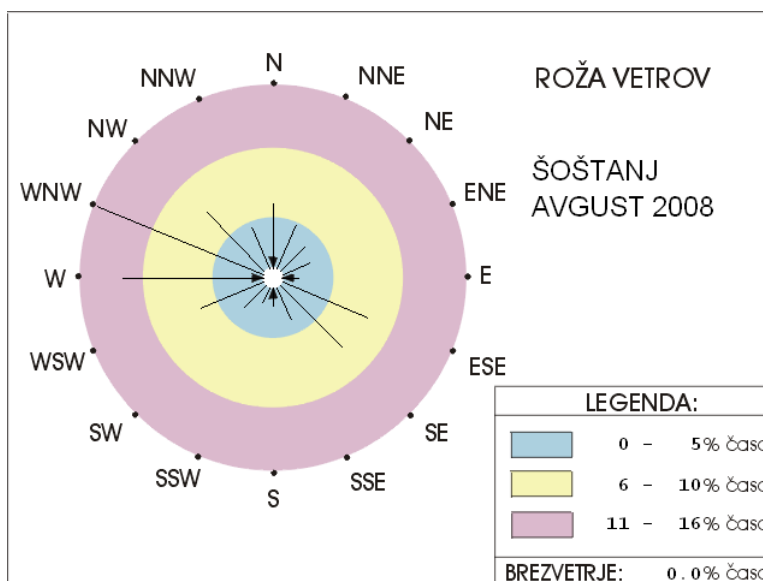 ROŽA VETROV
ŠOŠTANJ
AVGUST 2008
N
NNW
NNE
NW
NE
WNW
ENE
W
E
WSW
ESE
SW
SE
SSW
SSE
S
LEGENDA:
0 - 5% časa
6 - 10% časa
11 - 16% časa
BREZVETRJE: 0.0% časa